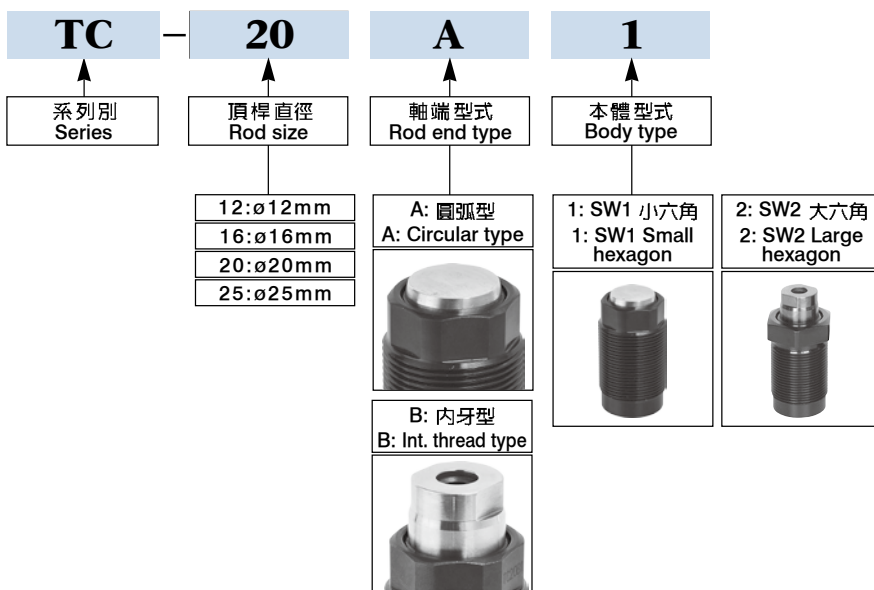 TC – 20 A 1
系列別
Series
頂桿直徑
Rod size
軸端型式
Rod end type
本體型式
Body type
12:ø12mm
16:ø16mm
20:ø20mm
25:ø25mm
A: 圓弧型
A: Circular type
B: 內牙型
B: Int. thread type
1: SW1 小六角
1: SW1 Small
hexagon
2: SW2 大六角
2: SW2 Large
hexagon